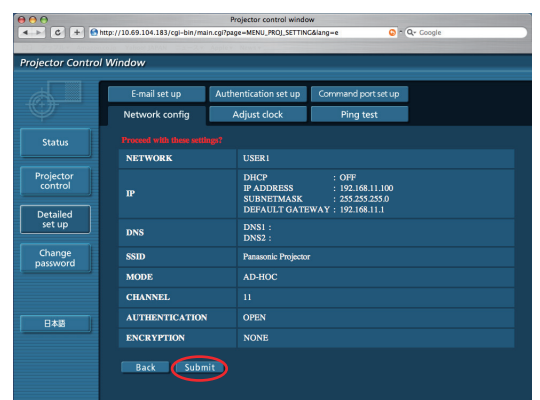 Projector control window
http://10.69.104.183/cgi-bin/main.cgi?page=MENU_PROJ_SETTING&lang=e
Google
Projector Control Window
E-mail set up
Authentication set up
Command port set up
Network config
Adjust clock
Ping test
Status
Projector
control
Detailed
set up
Change
password
日本語
Proceed with these settings?
NETWORK USER1
IP DHCP : OFF
IP ADDRESS : 192.168.11.100
SUBNETMASK : 255.255.255.0
DEFAULT GATEWAY : 192.168.11.1
DNS DNS1 :
DNS2 :
SSID Panasonic Projector
MODE AD-HOC
CHANNEL 11
AUTHENTICATION OPEN
ENCRYPTION NONE
Back
Submit